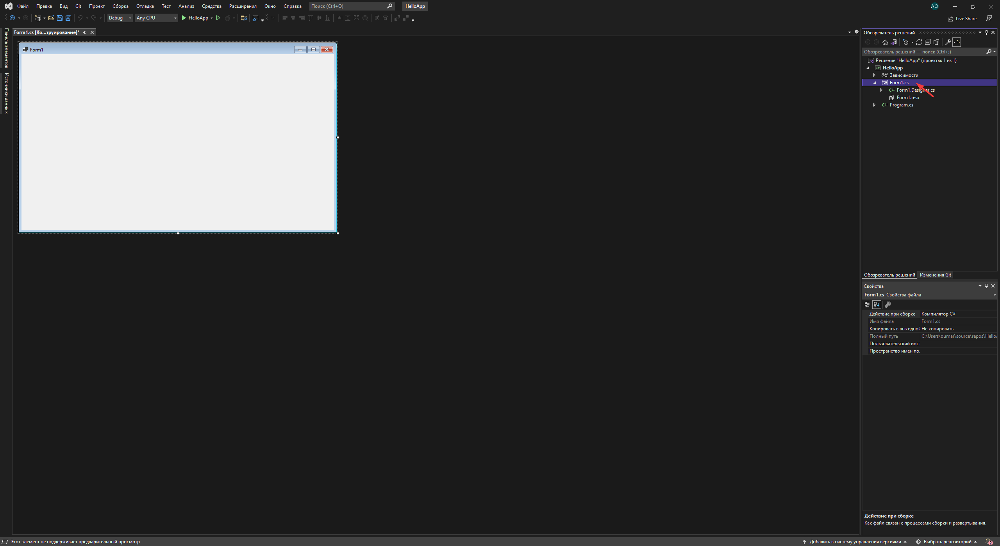 Файл Правка Вид Git Проект Сборка Отладка Тест Анализ Средства Расширения Окно Справка Поиск (Ctrl+Q) HelloApp AO
Debug Any CPU HelloApp Live Share
Панель элементов
Источники данных
Form1.cs [Ко...труирование]*
Form1
Обозреватель решений
Обозреватель решений — поиск (Ctrl+;)
Решение "HelloApp" (проекты: 1 из 1)
C# HelloApp
Зависимости
Form1.cs
C# Form1.Designer.cs
Form1.resx
C# Program.cs
Обозреватель решений Изменения Git
Свойства
Form1.cs Свойства файла
Действие при сборке Компилятор C#
Имя файла Form1.cs
Копировать в выходной Не копировать
Полный путь C:\Users\oumar\source\repos\Hello
Пользовательский инс
Пространство имен по
Действие при сборке
Как файл связан с процессами сборки и развертывания.
Этот элемент не поддерживает предварительный просмотр Добавить в систему управления версиями Выбрать репозиторий 2